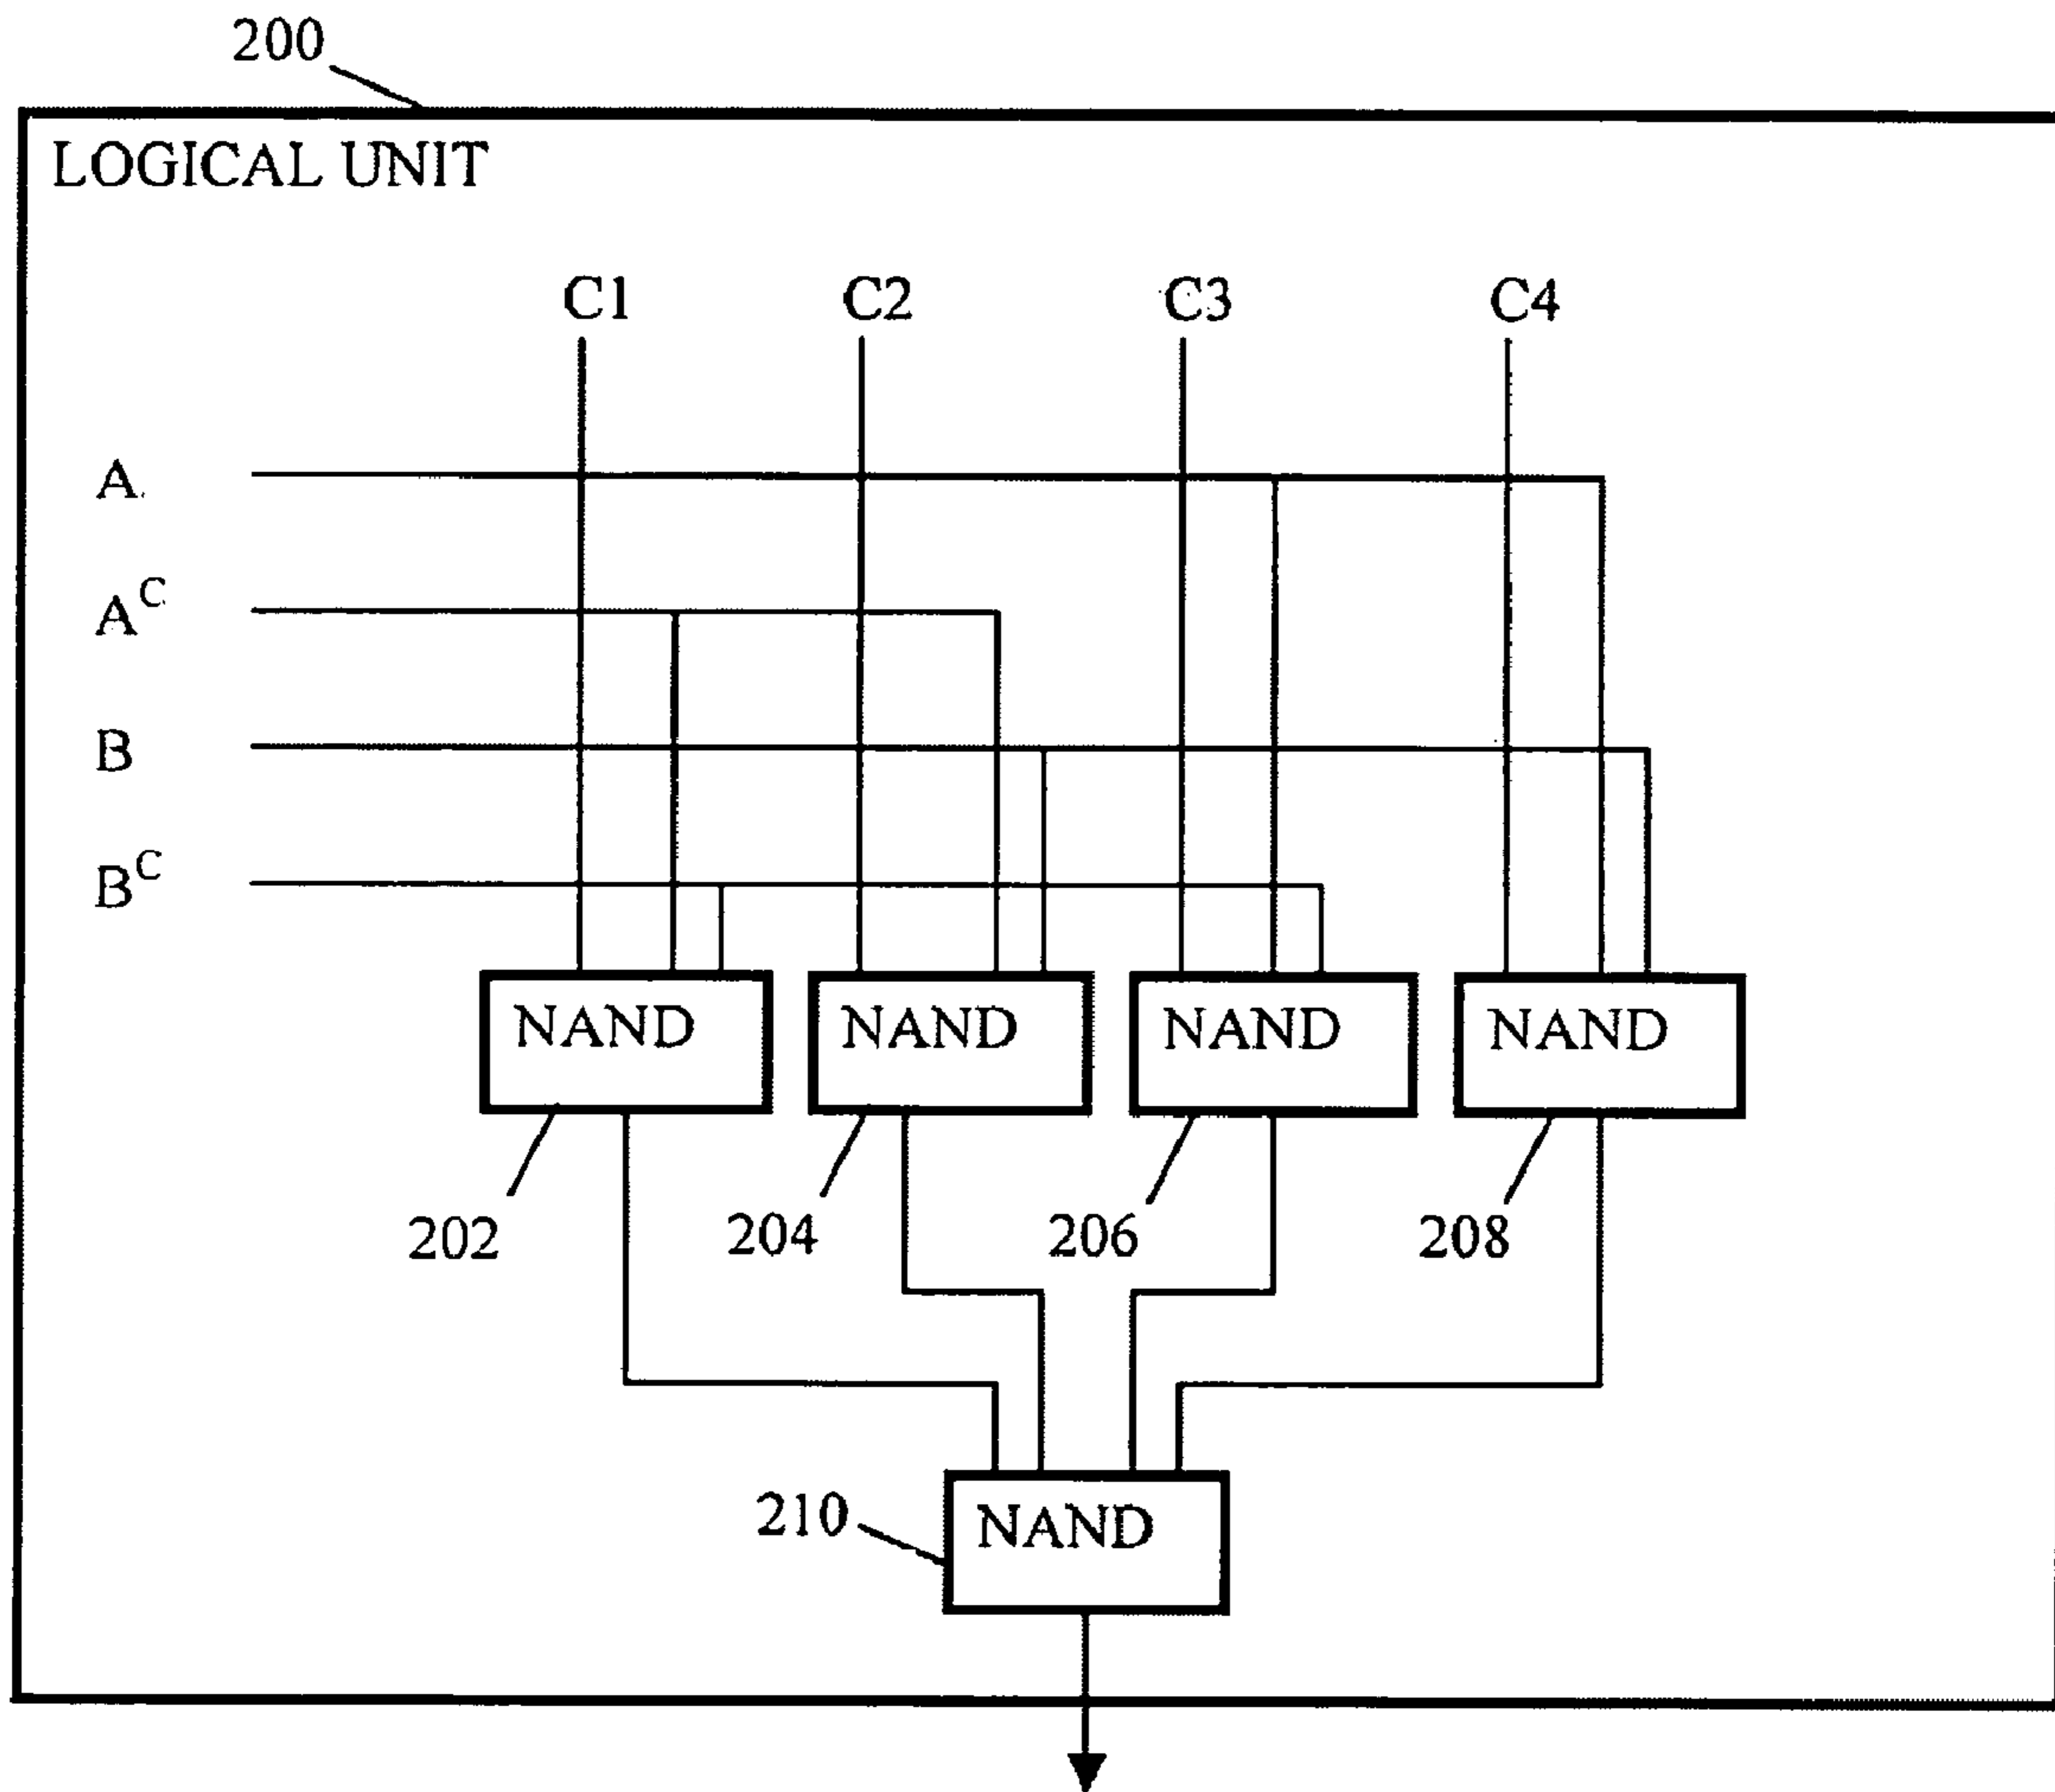 200
LOGICAL UNIT
C1 C2 C3 C4
A
A^C
B
B^C
NAND NAND NAND NAND
202 204 206 208
210 NAND